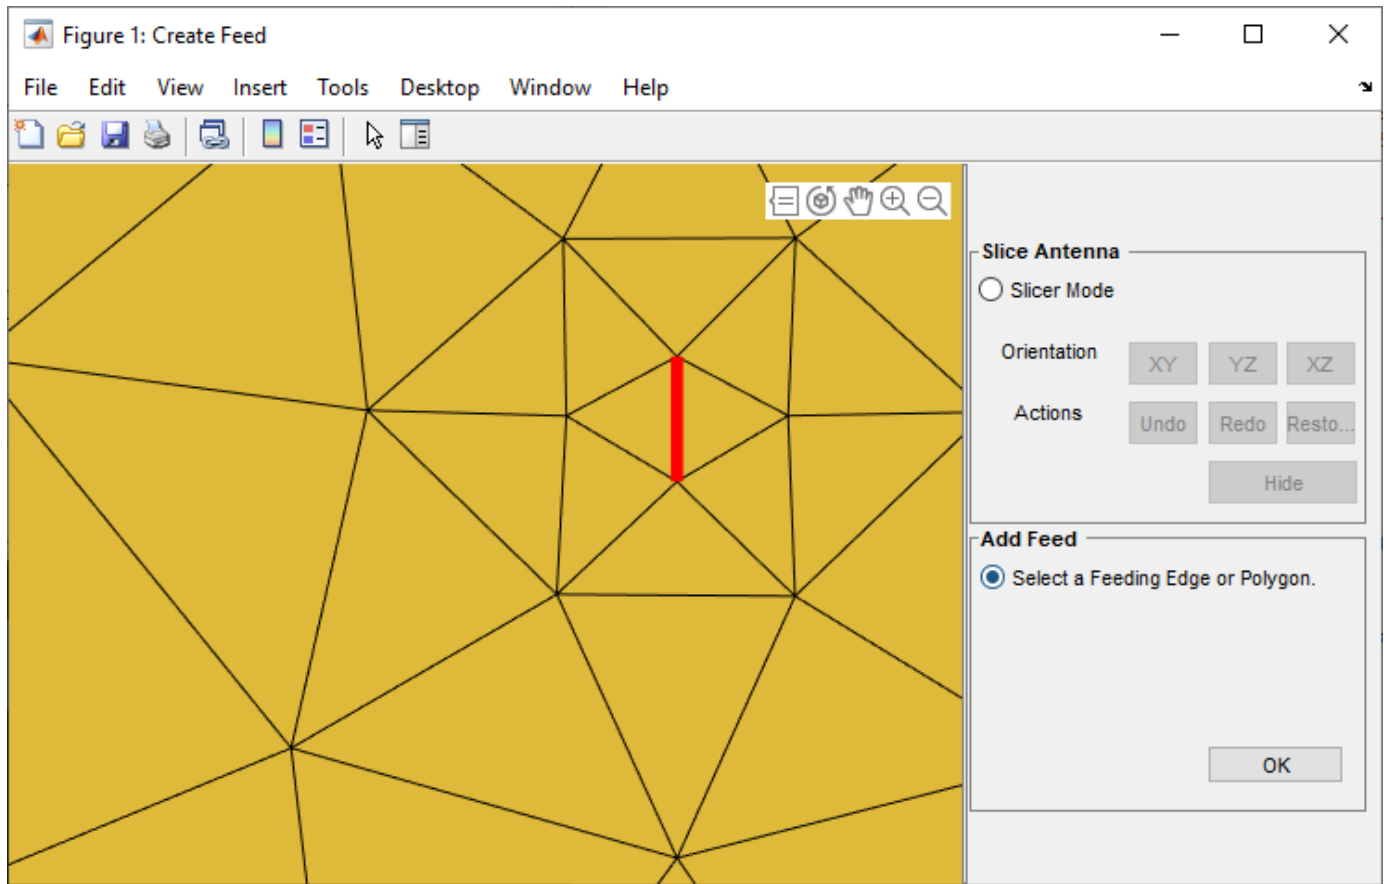 Figure 1: Create Feed
File Edit View Insert Tools Desktop Window Help
Slice Antenna
Slicer Mode
Orientation XY YZ XZ
Actions Undo Redo Resto...
Hide
Add Feed
Select a Feeding Edge or Polygon.
OK